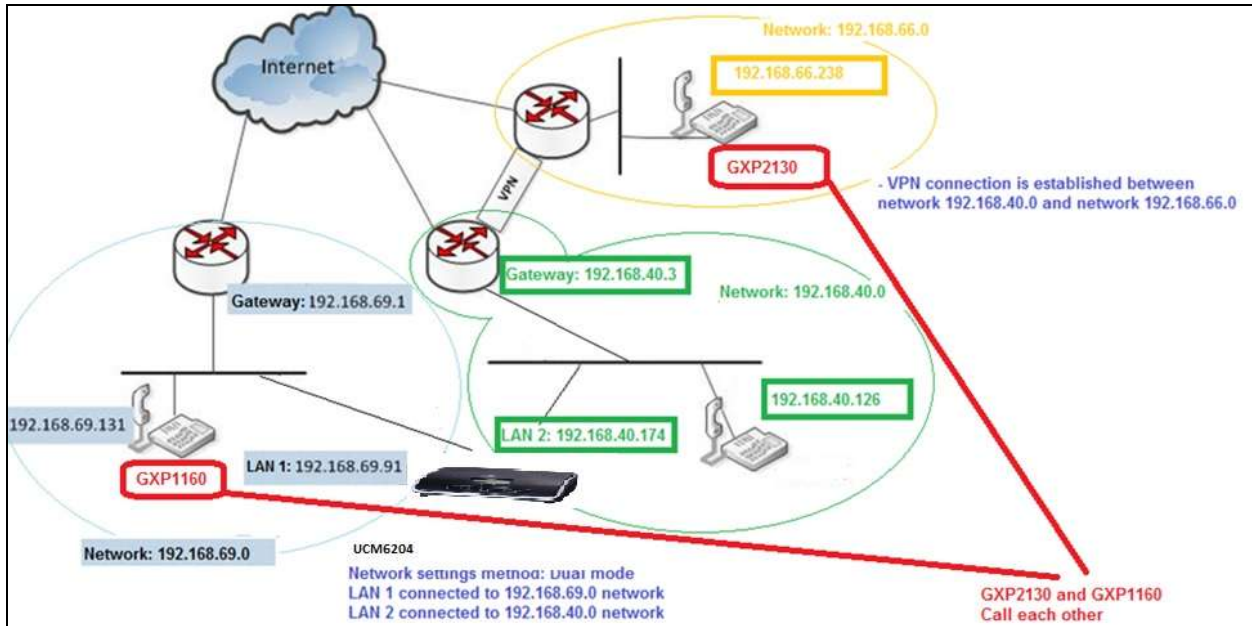 Internet
Network: 192.168.66.0
192.168.66.238
GXP2130
- VPN connection is established between
network 192.168.40.0 and network 192.168.66.0
VPN
Gateway: 192.168.40.3
Network: 192.168.40.0
Gateway: 192.168.69.1
192.168.40.126
192.168.69.131
LAN 2: 192.168.40.174
LAN 1: 192.168.69.91
GXP1160
Network: 192.168.69.0
UCM6204
Network settings method: Dual mode
LAN 1 connected to 192.168.69.0 network
LAN 2 connected to 192.168.40.0 network
GXP2130 and GXP1160
Call each other